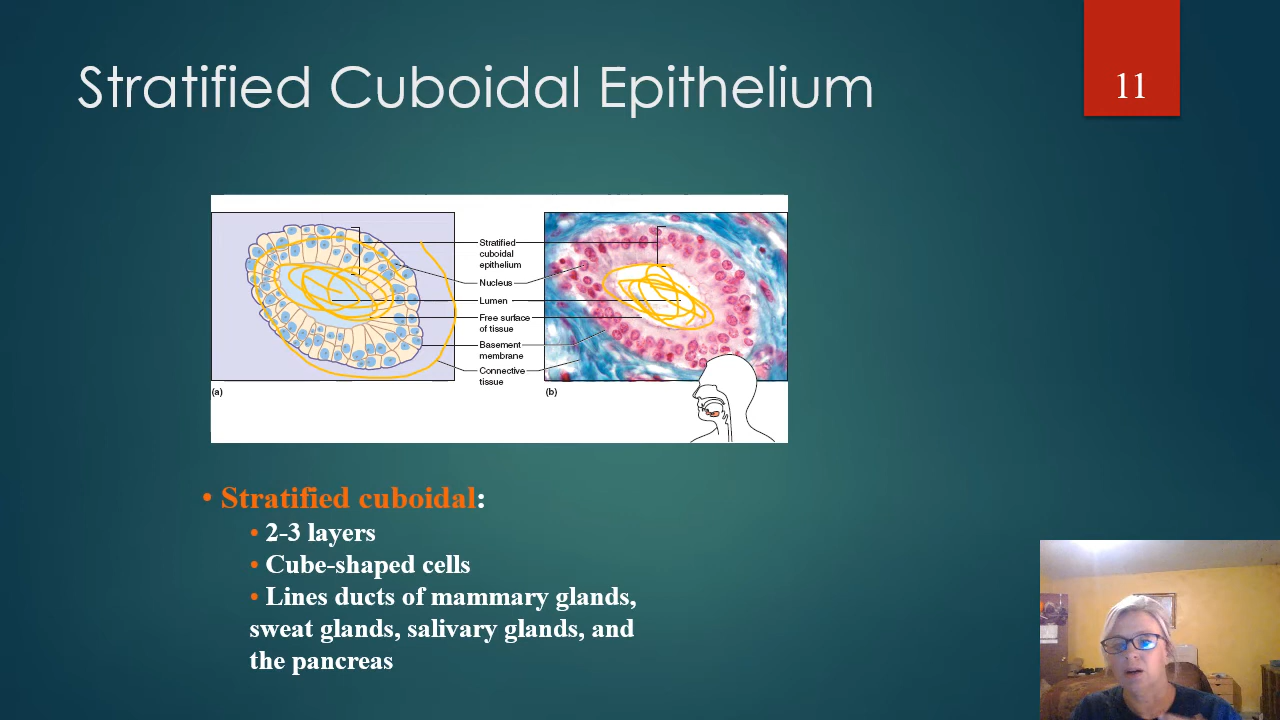 Stratified Cuboidal Epithelium
11
Stratified
cuboidal
epithelium
Nucleus
Lumen
Free surface
of tissue
Basement
membrane
Connective
tissue
(a)
(b)
• Stratified cuboidal:
• 2-3 layers
• Cube-shaped cells
• Lines ducts of mammary glands,
sweat glands, salivary glands, and
the pancreas